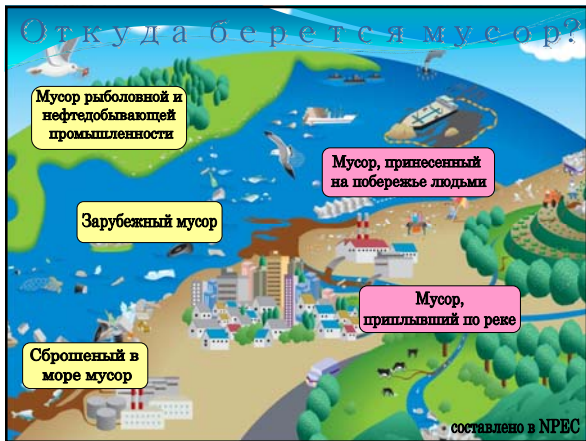 Откуда берется мусор?
Мусор рыболовной и
нефтедобывающей
промышленности
Мусор, принесенный
на побережье людьми
Зарубежный мусор
Мусор,
приплывший по реке
Сброшеный в
море мусор
составлено в NPEC